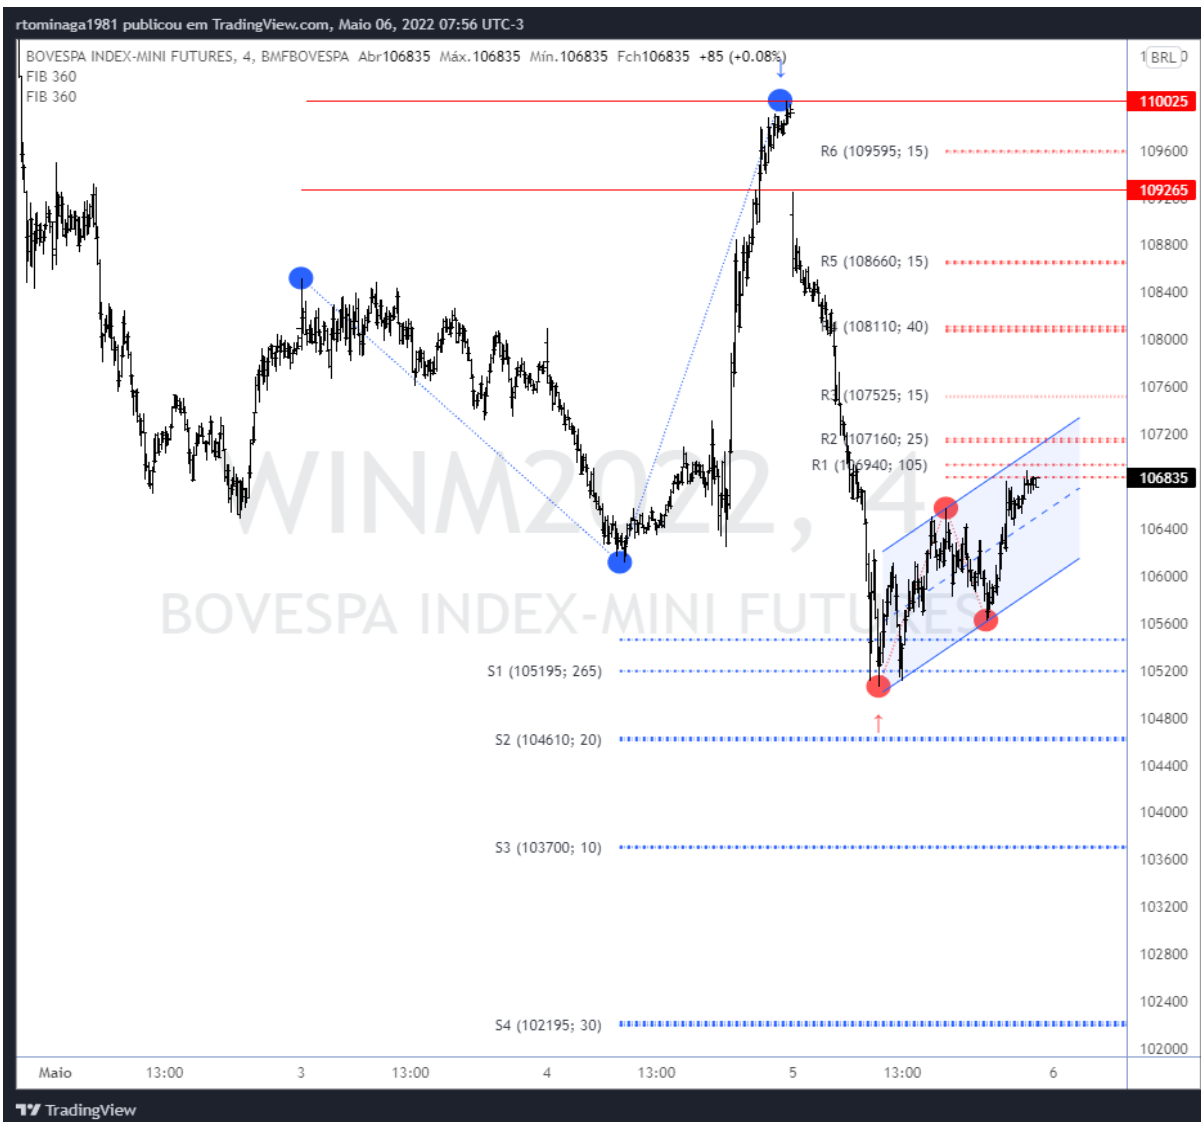 rtominaga1981 publicou em TradingView.com, Maio 06, 2022 07:56 UTC-3
BOVESPA INDEX-MINI FUTURES, 4, BMFBOVESPA Abr106835 Máx.106835 Mín.106835 Fch106835 +85 (+0.08%)
FIB 360
FIB 360
BRL
110025
R6 (109595; 15)
109600
109265
109200
R5 (108660; 15)
108800
108400
R4 (108110; 40)
108000
107600
R3 (107525; 15)
R2 (107160; 25)
107200
R1 (106940; 105)
106835
WINM2022, 4
106400
106000
BOVESPA INDEX-MINI FUTURES
105600
S1 (105195; 265)
105200
104800
S2 (104610; 20)
104400
104000
S3 (103700; 10)
103600
103200
102800
102400
S4 (102195; 30)
102000
Maio 13:00 3 13:00 4 13:00 5 13:00 6
TradingView